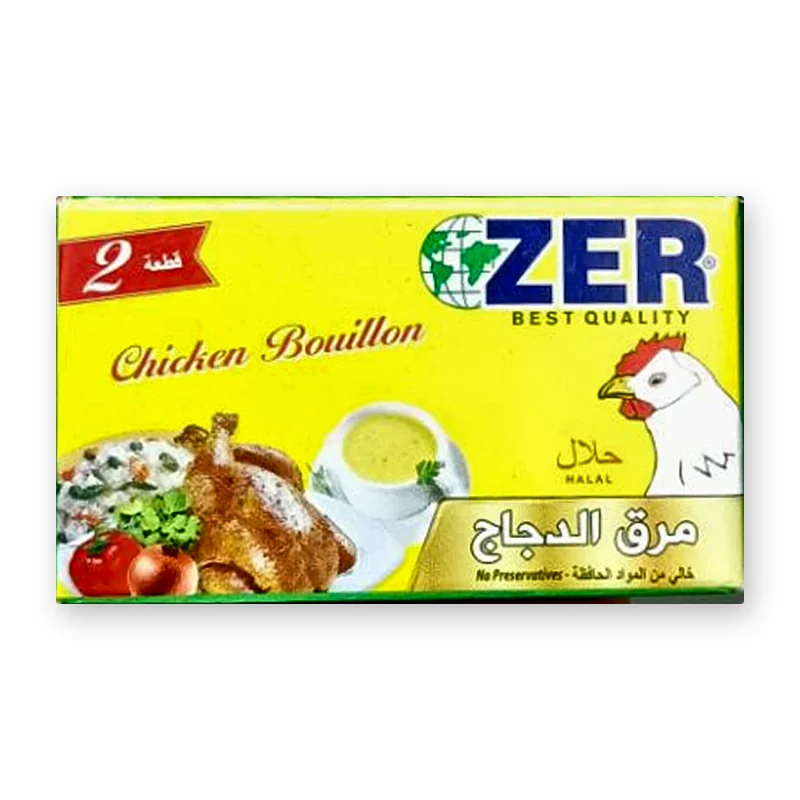 2 قطعة
ZER®
BEST QUALITY
Chicken Bouillon
حلال
HALAL
مرق الدجاج
No Preservatives - خالي من المواد الحافظة